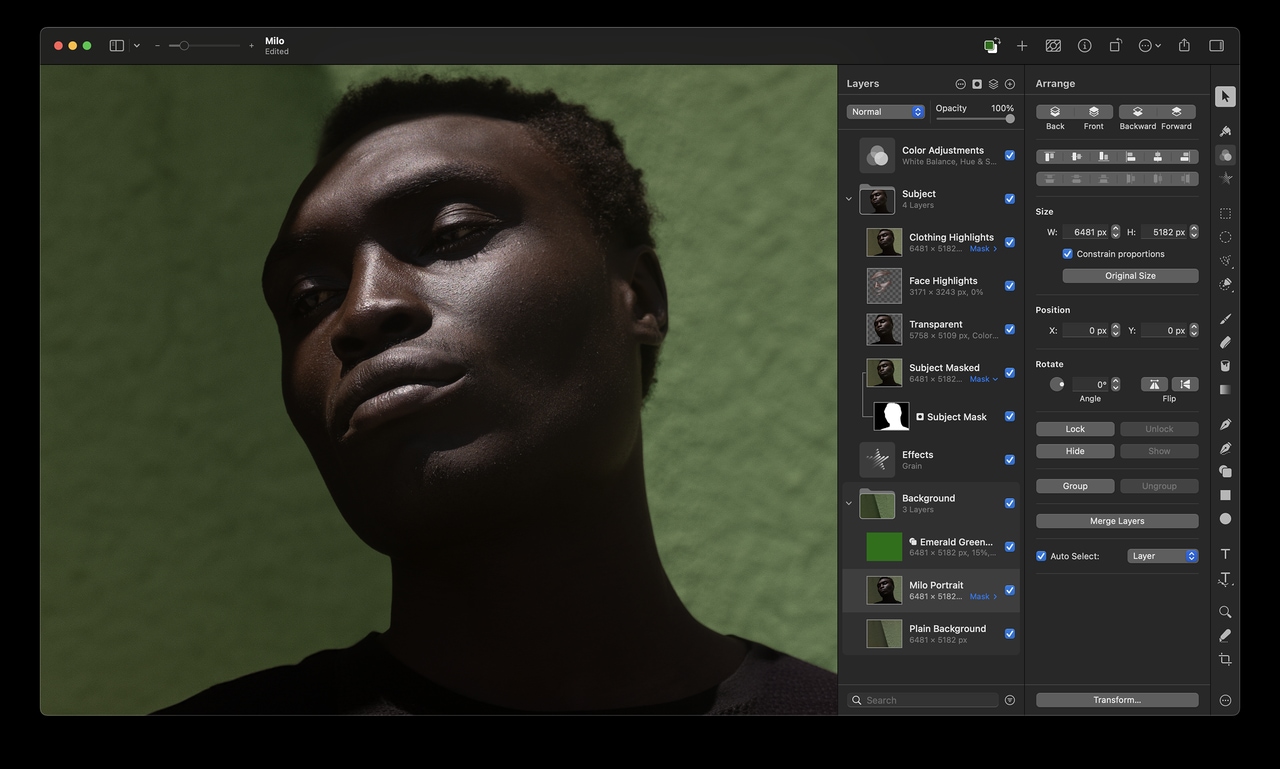 Milo
Edited
Layers
Normal
Opacity 100%
Color Adjustments
White Balance, Hue & S...
Subject
4 Layers
Clothing Highlights
6481 × 5182... Mask
Face Highlights
3171 × 3243 px, 0%
Transparent
5758 × 5109 px, Color...
Subject Masked
6481 × 5182... Mask
Subject Mask
Effects
Grain
Background
3 Layers
Emerald Green...
6481 × 5182 px, 15%,...
Milo Portrait
6481 × 5182... Mask
Plain Background
6481 × 5182 px
Search
Arrange
Back Front Backward Forward
Size
W: 6481 px H: 5182 px
Constrain proportions
Original Size
Position
X: 0 px Y: 0 px
Rotate
0°
Angle Flip
Lock Unlock
Hide Show
Group Ungroup
Merge Layers
Auto Select: Layer
Transform...